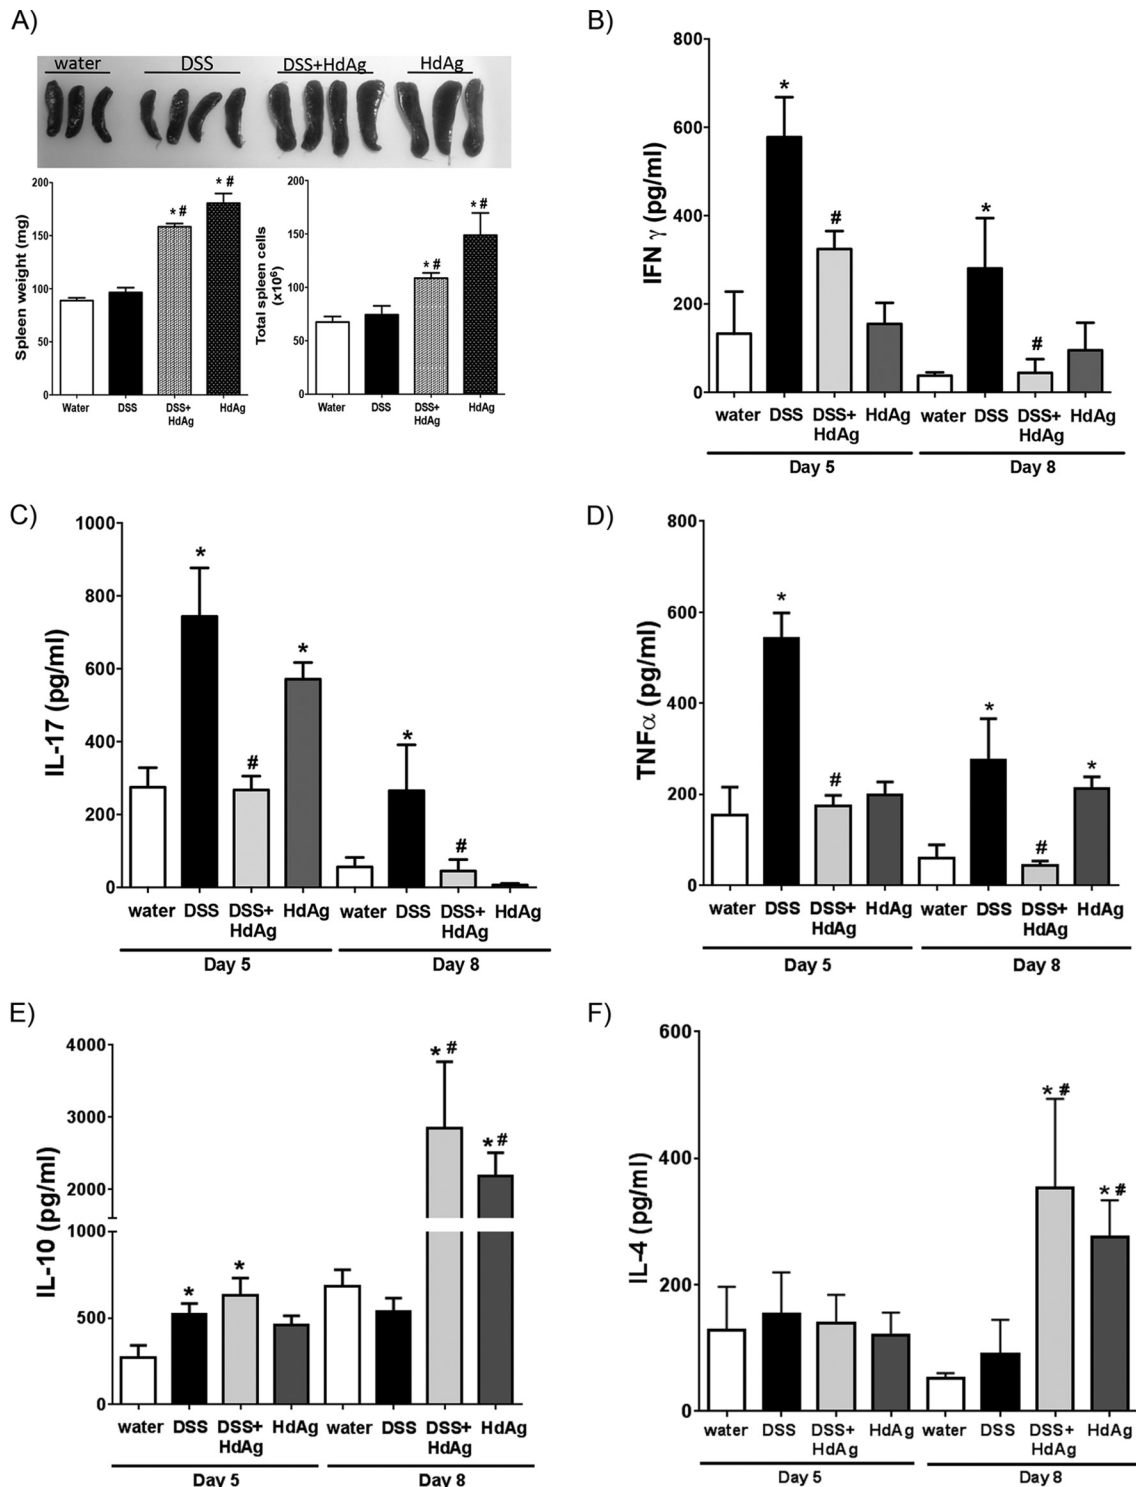 A)
water DSS DSS+HdAg HdAg
Spleen weight (mg)
200
150
100
50
0
* #
* #
Water DSS DSS+ HdAg
HdAg
Total spleen cells
(x10⁶)
200
150
100
50
0
* #
* #
Water DSS DSS+ HdAg
HdAg
B)
IFN γ (pg/ml)
800
600
400
200
0
* # * #
water DSS DSS+ HdAg water DSS DSS+ HdAg
HdAg HdAg
Day 5 Day 8
C)
IL-17 (pg/ml)
1000
800
600
400
200
0
* # * * #
water DSS DSS+ HdAg water DSS DSS+ HdAg
HdAg HdAg
Day 5 Day 8
D)
TNFα (pg/ml)
800
600
400
200
0
* # * # *
water DSS DSS+ HdAg water DSS DSS+ HdAg
HdAg HdAg
Day 5 Day 8
E)
IL-10 (pg/ml)
4000
3000
2000
1000
500
0
* * * # * #
water DSS DSS+ HdAg water DSS DSS+ HdAg
HdAg HdAg
Day 5 Day 8
F)
IL-4 (pg/ml)
600
400
200
0
* # * #
water DSS DSS+ HdAg water DSS DSS+ HdAg
HdAg HdAg
Day 5 Day 8